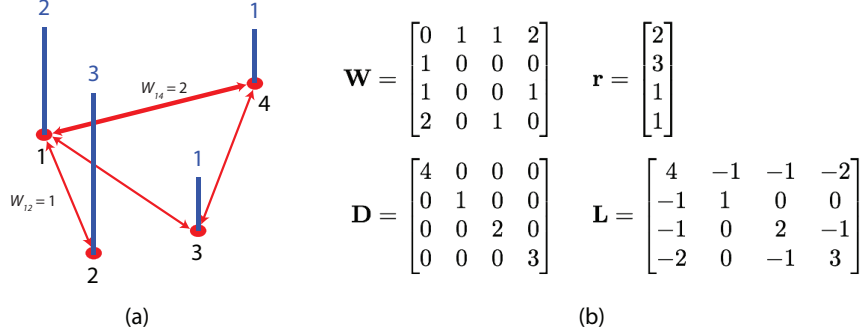 2
1
3
W14 = 2
4
1
1
W12 = 1
3
2
(a)
W = [0 1 1 2
1 0 0 0
1 0 0 1
2 0 1 0]
r = [2
3
1
1]
D = [4 0 0 0
0 1 0 0
0 0 2 0
0 0 0 3]
L = [4 −1 −1 −2
−1 1 0 0
−1 0 2 −1
−2 0 −1 3]
(b)